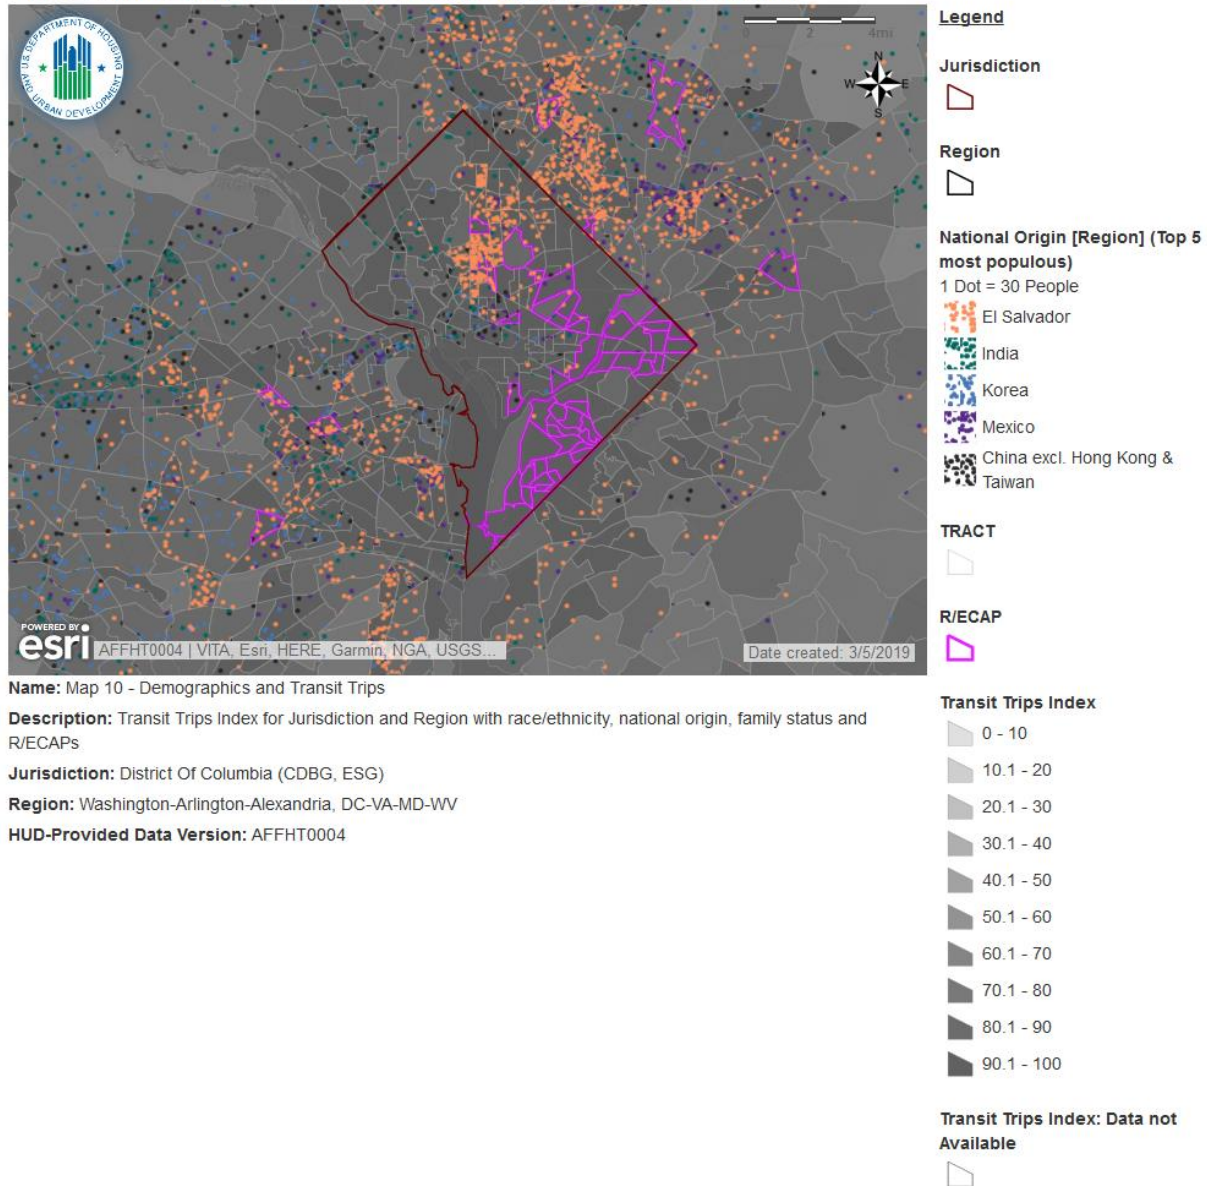 U.S. DEPARTMENT OF HOUSING
AND URBAN DEVELOPMENT
0 2 4mi
N
W E
S
POWERED BY
esri
AFFHT0004 | VITA, Esri, HERE, Garmin, NGA, USGS...
Date created: 3/5/2019
Name: Map 10 - Demographics and Transit Trips
Description: Transit Trips Index for Jurisdiction and Region with race/ethnicity, national origin, family status and
R/ECAPs
Jurisdiction: District Of Columbia (CDBG, ESG)
Region: Washington-Arlington-Alexandria, DC-VA-MD-WV
HUD-Provided Data Version: AFFHT0004
Legend
Jurisdiction
Region
National Origin [Region] (Top 5
most populous)
1 Dot = 30 People
El Salvador
India
Korea
Mexico
China excl. Hong Kong &
Taiwan
TRACT
R/ECAP
Transit Trips Index
0 - 10
10.1 - 20
20.1 - 30
30.1 - 40
40.1 - 50
50.1 - 60
60.1 - 70
70.1 - 80
80.1 - 90
90.1 - 100
Transit Trips Index: Data not
Available